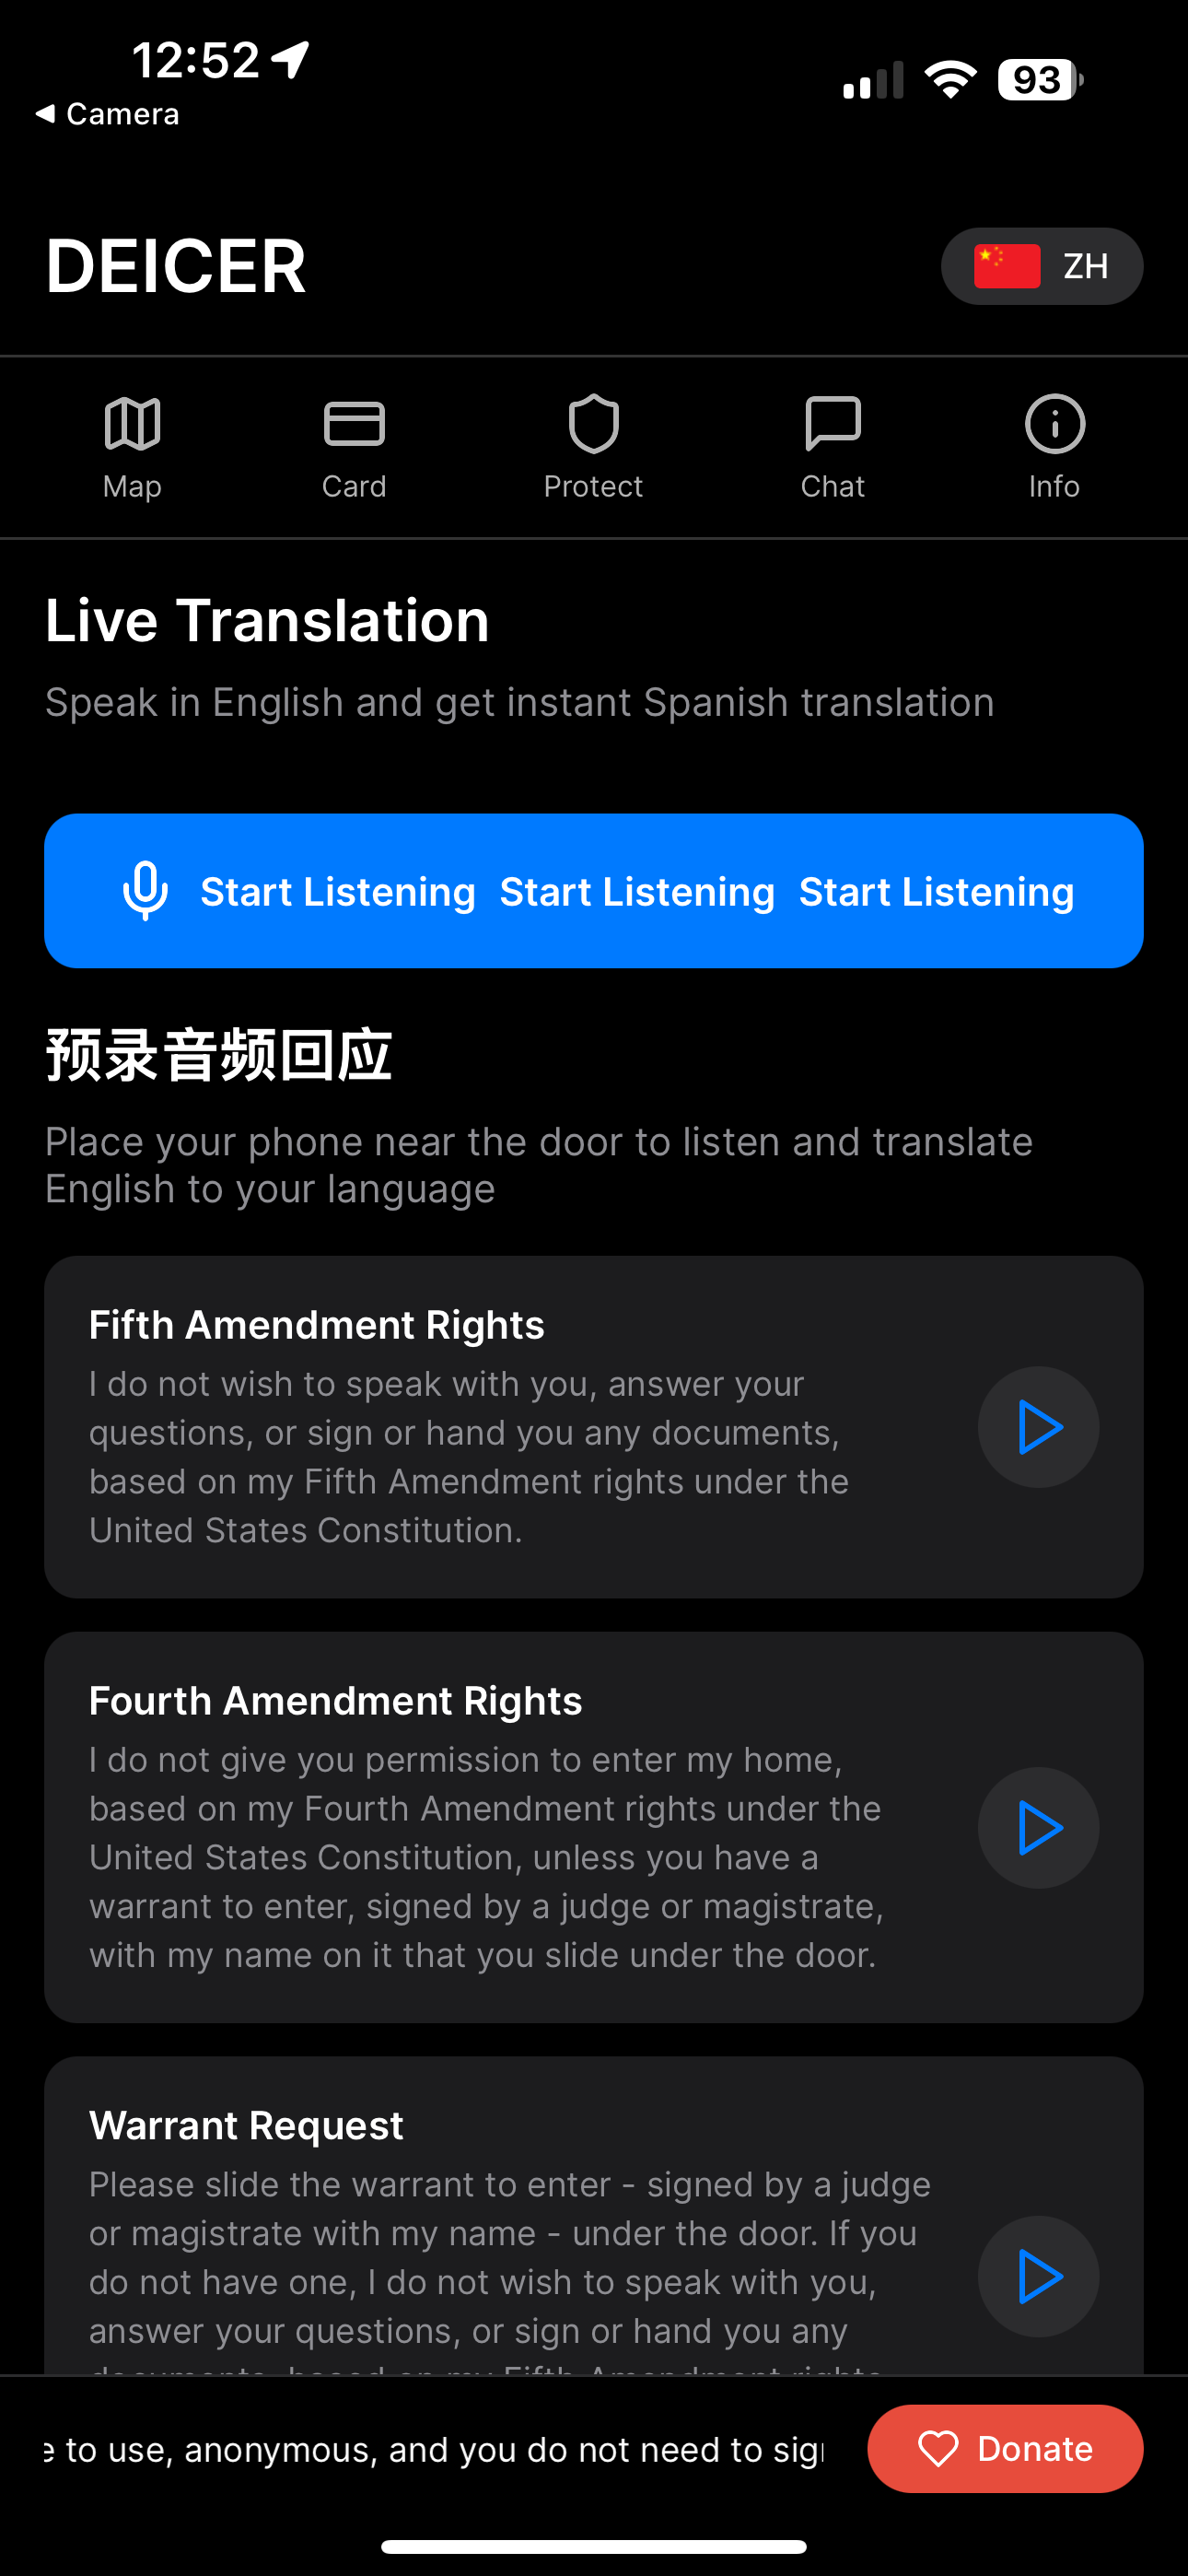 12:52
93
Camera
DEICER
ZH
Map
Card
Protect
Chat
Info
Live Translation
Speak in English and get instant Spanish translation
Start Listening Start Listening Start Listening
预录音频回应
Place your phone near the door to listen and translate
English to your language
Fifth Amendment Rights
I do not wish to speak with you, answer your
questions, or sign or hand you any documents,
based on my Fifth Amendment rights under the
United States Constitution.
Fourth Amendment Rights
I do not give you permission to enter my home,
based on my Fourth Amendment rights under the
United States Constitution, unless you have a
warrant to enter, signed by a judge or magistrate,
with my name on it that you slide under the door.
Warrant Request
Please slide the warrant to enter - signed by a judge
or magistrate with my name - under the door. If you
do not have one, I do not wish to speak with you,
answer your questions, or sign or hand you any
documents, based on my Fifth Amendment rights
to use, anonymous, and you do not need to
Donate